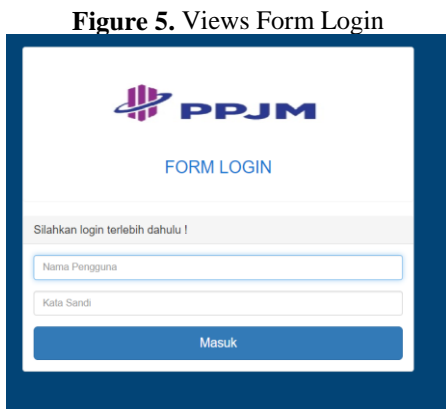 Figure 5. Views Form Login
PPJM
FORM LOGIN
Silahkan login terlebih dahulu !
Nama Pengguna
Kata Sandi
Masuk